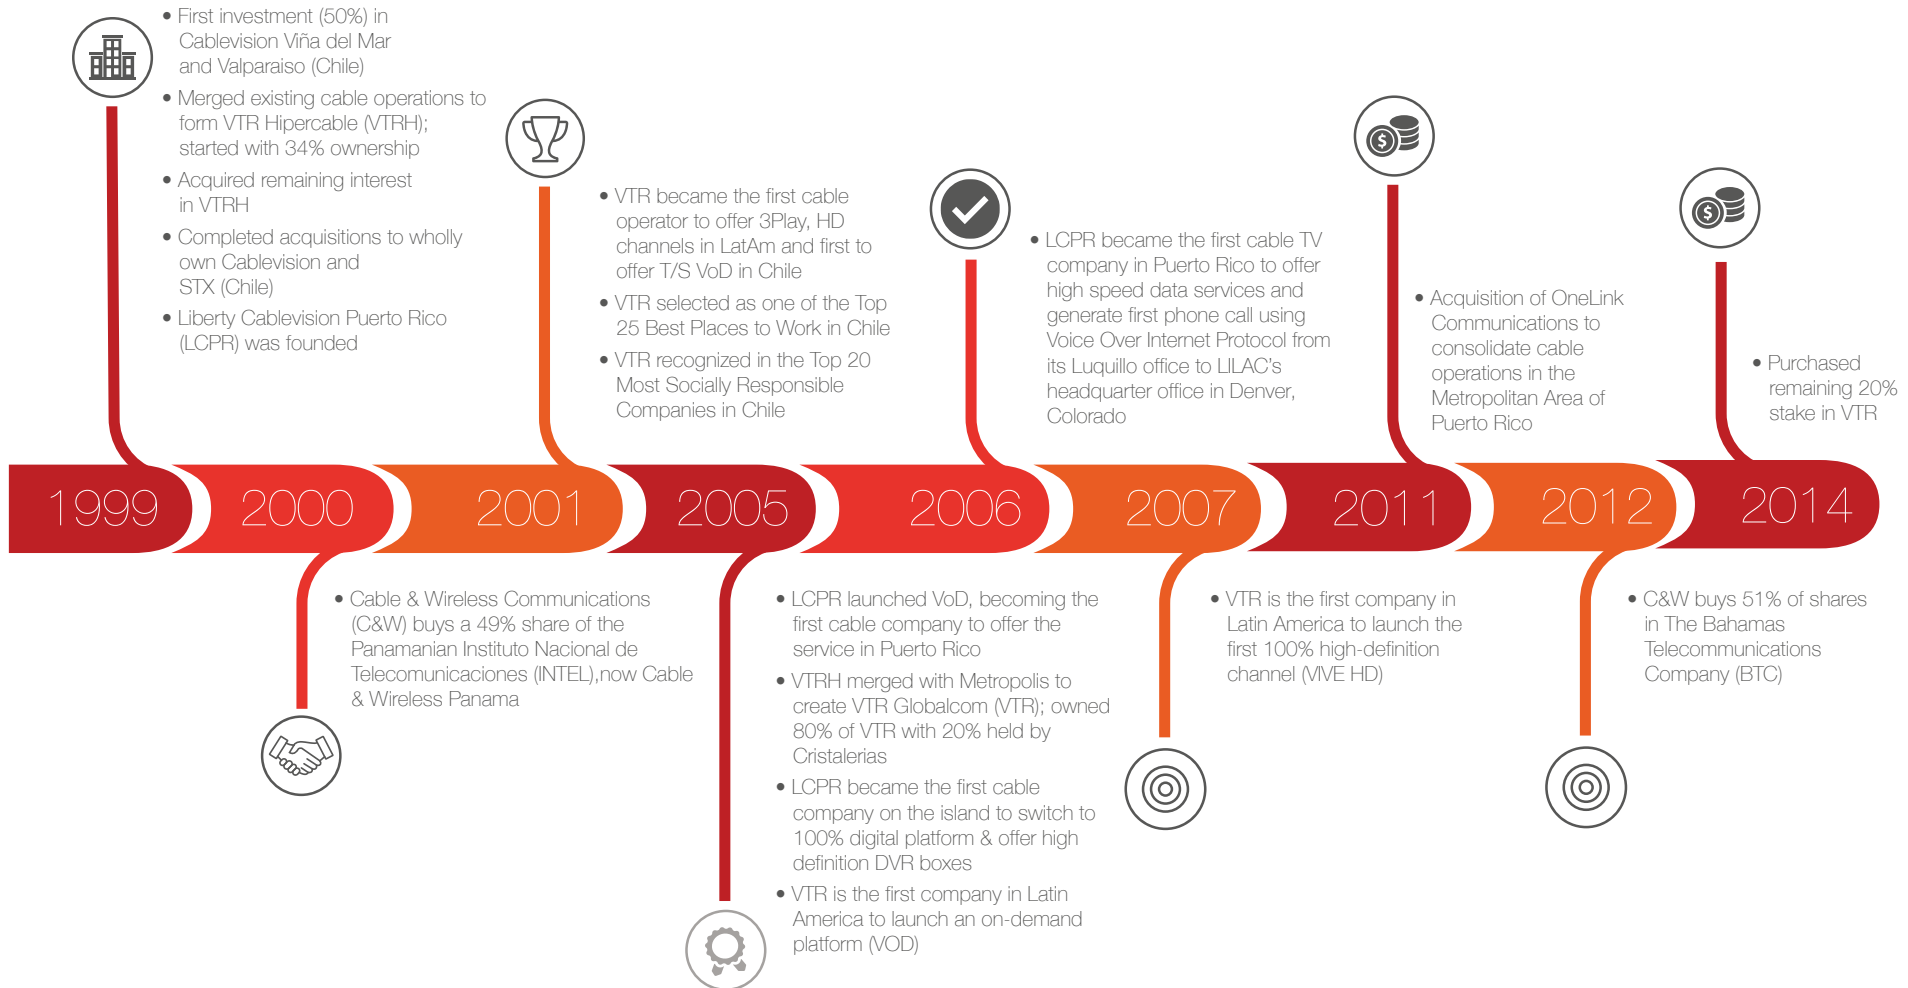 • First investment (50%) in
Cablevision Viña del Mar
and Valparaiso (Chile)
• Merged existing cable operations to
form VTR Hipercable (VTRH);
started with 34% ownership
• Acquired remaining interest
in VTRH
• Completed acquisitions to wholly
own Cablevision and
STX (Chile)
• Liberty Cablevision Puerto Rico
(LCPR) was founded
• VTR became the first cable
operator to offer 3Play, HD
channels in LatAm and first to
offer T/S VoD in Chile
• VTR selected as one of the Top
25 Best Places to Work in Chile
• VTR recognized in the Top 20
Most Socially Responsible
Companies in Chile
• LCPR became the first cable TV
company in Puerto Rico to offer
high speed data services and
generate first phone call using
Voice Over Internet Protocol from
its Luquillo office to LILAC’s
headquarter office in Denver,
Colorado
• Acquisition of OneLink
Communications to
consolidate cable
operations in the
Metropolitan Area of
Puerto Rico
• Purchased
remaining 20%
stake in VTR
1999 2000 2001 2005 2006 2007 2011 2012 2014
• Cable & Wireless Communications
(C&W) buys a 49% share of the
Panamanian Instituto Nacional de
Telecomunicaciones (INTEL),now Cable
& Wireless Panama
• LCPR launched VoD, becoming the
first cable company to offer the
service in Puerto Rico
• VTRH merged with Metropolis to
create VTR Globalcom (VTR); owned
80% of VTR with 20% held by
Cristalerias
• LCPR became the first cable
company on the island to switch to
100% digital platform & offer high
definition DVR boxes
• VTR is the first company in Latin
America to launch an on-demand
platform (VOD)
• VTR is the first company in
Latin America to launch the
first 100% high-definition
channel (VIVE HD)
• C&W buys 51% of shares
in The Bahamas
Telecommunications
Company (BTC)